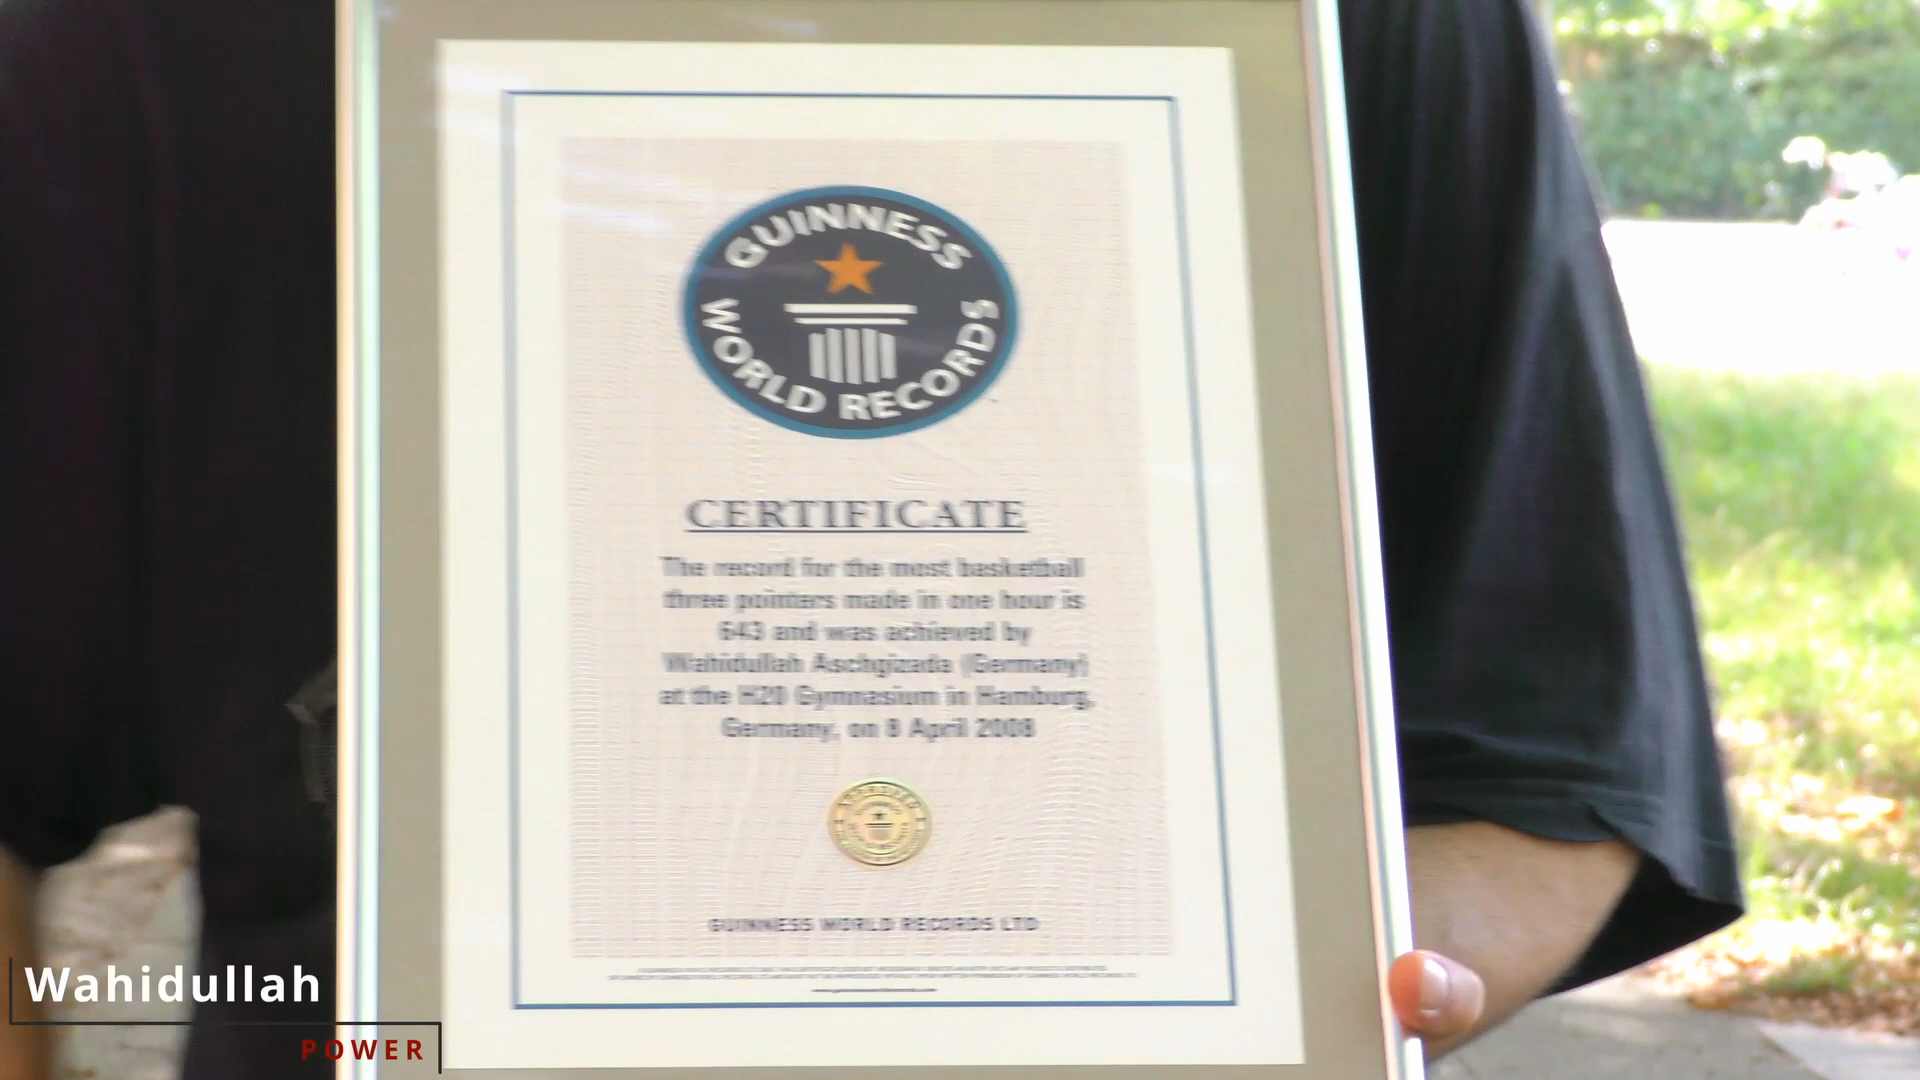 GUINNESS
WORLD RECORDS
CERTIFICATE
The record for the most basketball
three pointers made in one hour is
643 and was achieved by
Wahidullah Aschgizada (Germany)
at the H20 Gymnasium in Hamburg,
Germany, on 8 April 2008
GUINNESS WORLD RECORDS LTD
Wahidullah
POWER